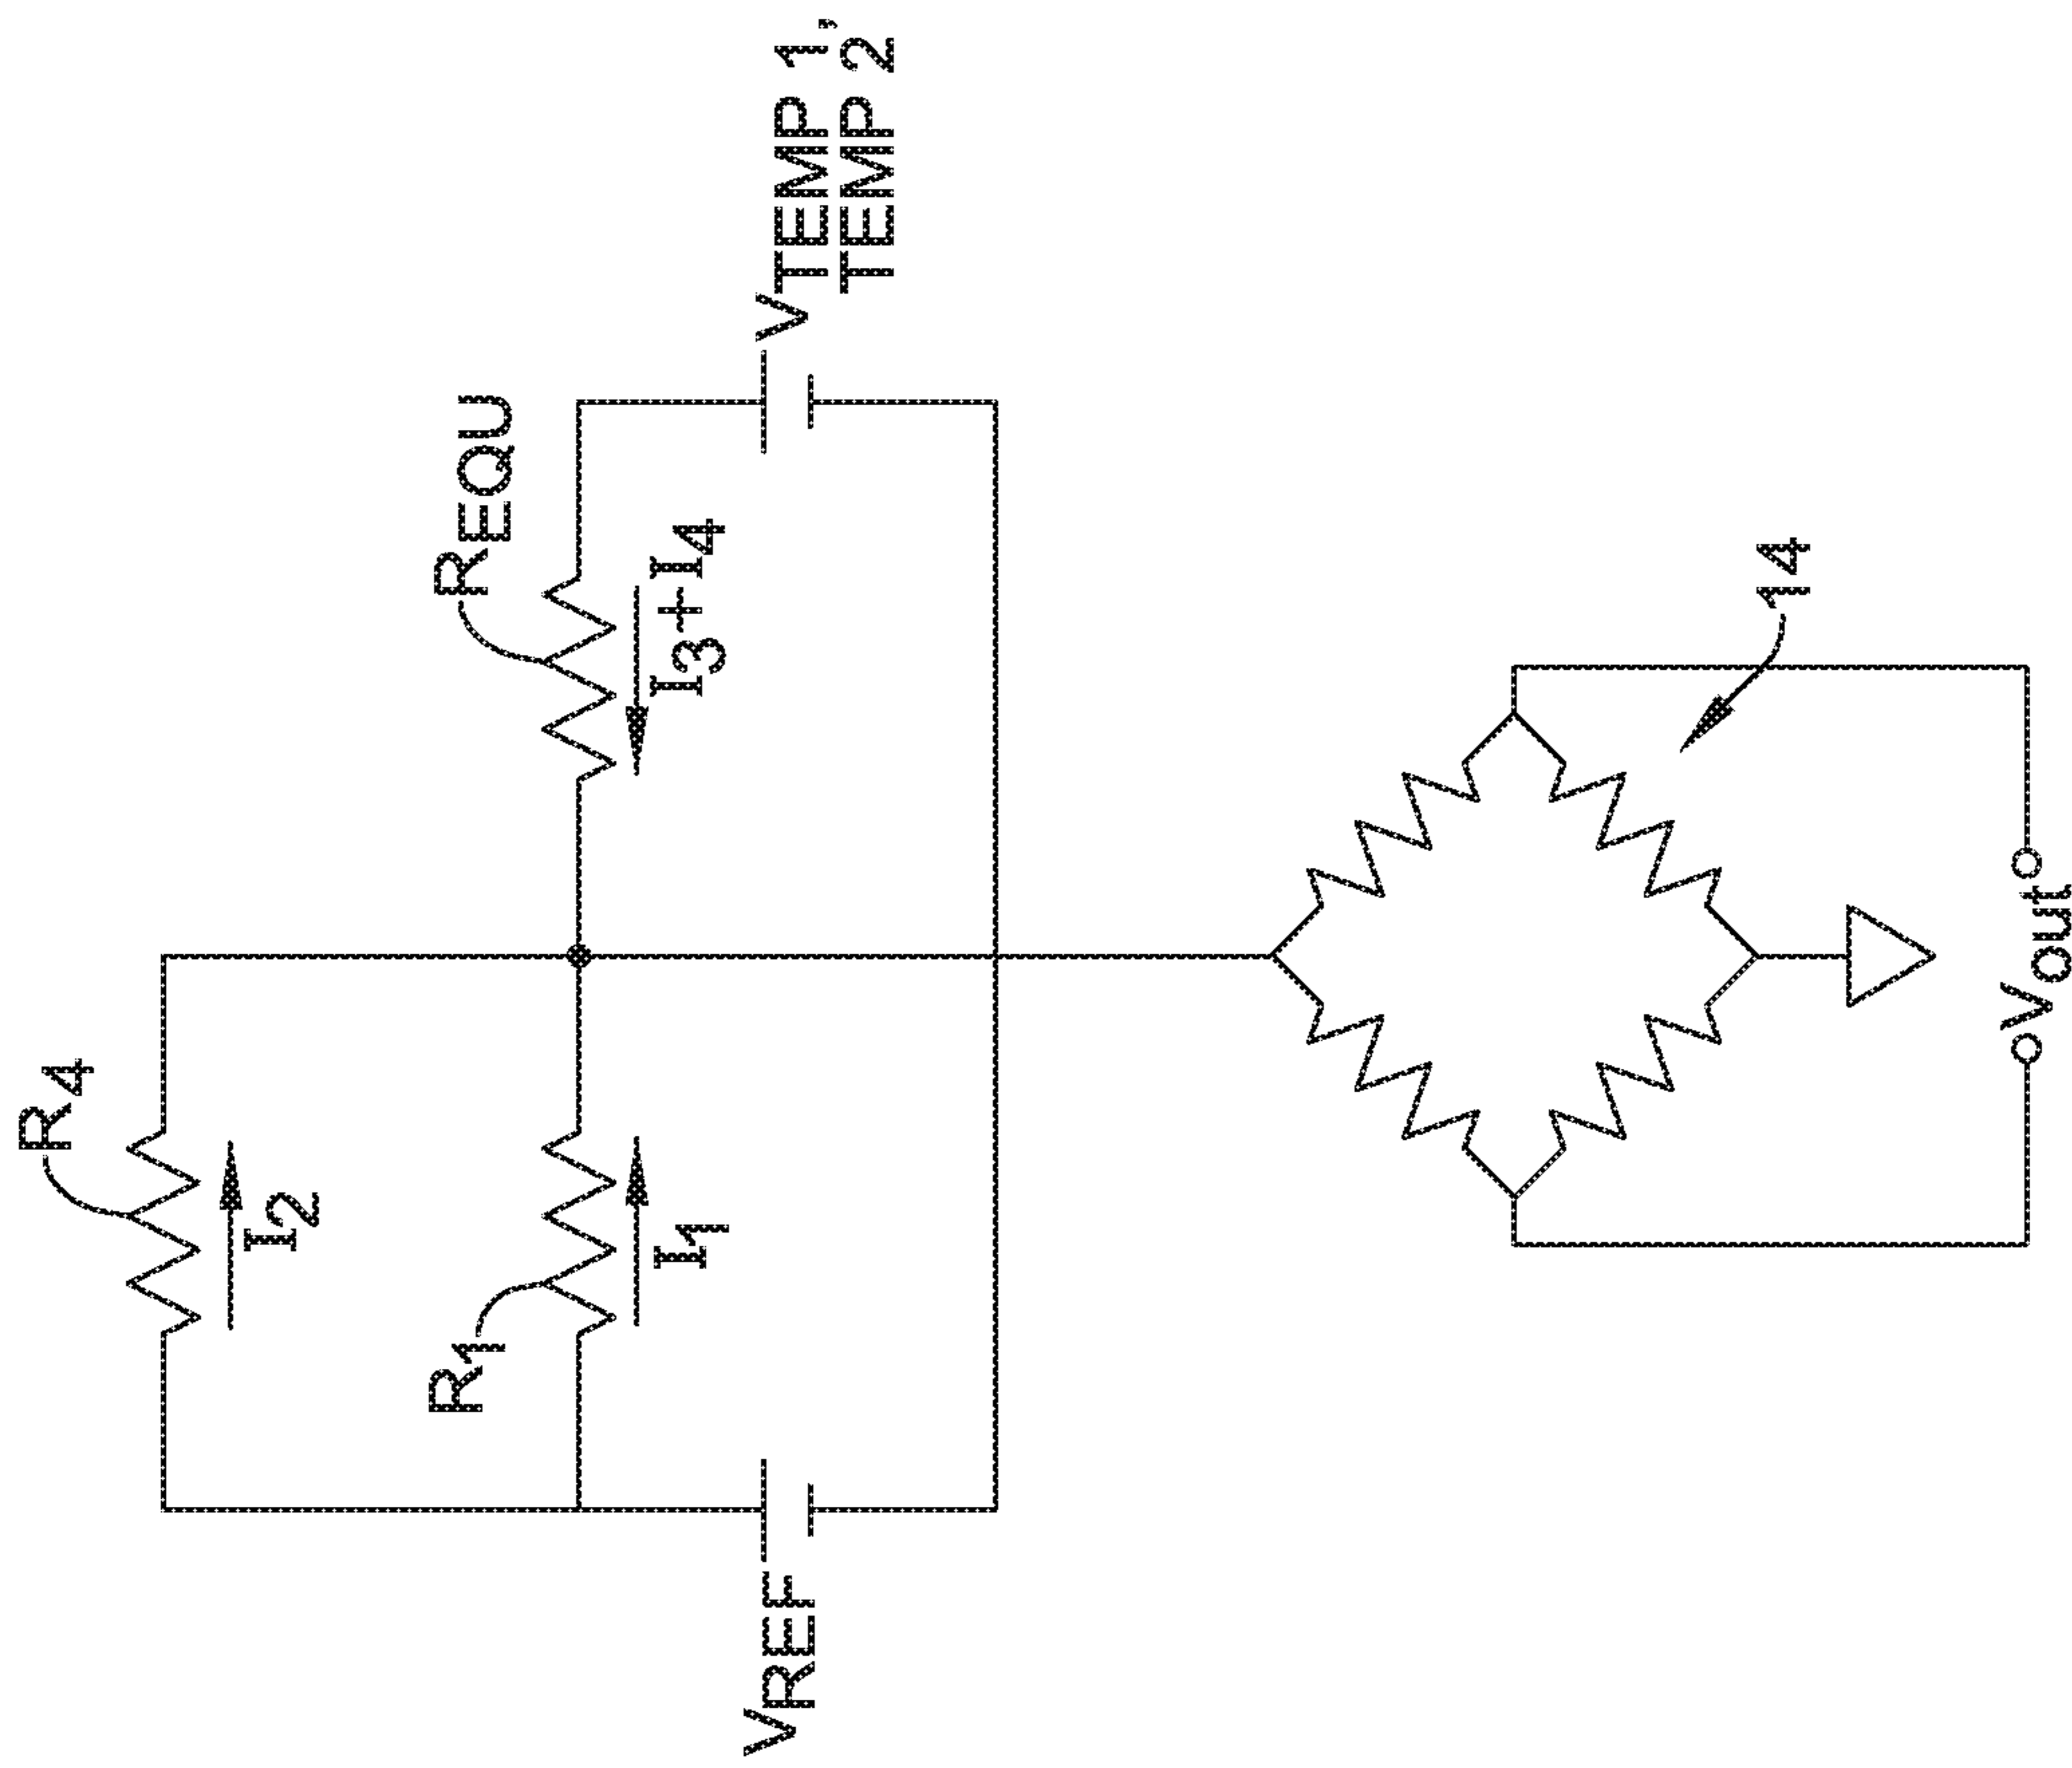 R4
I2
R1
I1
REQU
I3+I4
VREF
VTEMP 1,
TEMP 2
14
Vout